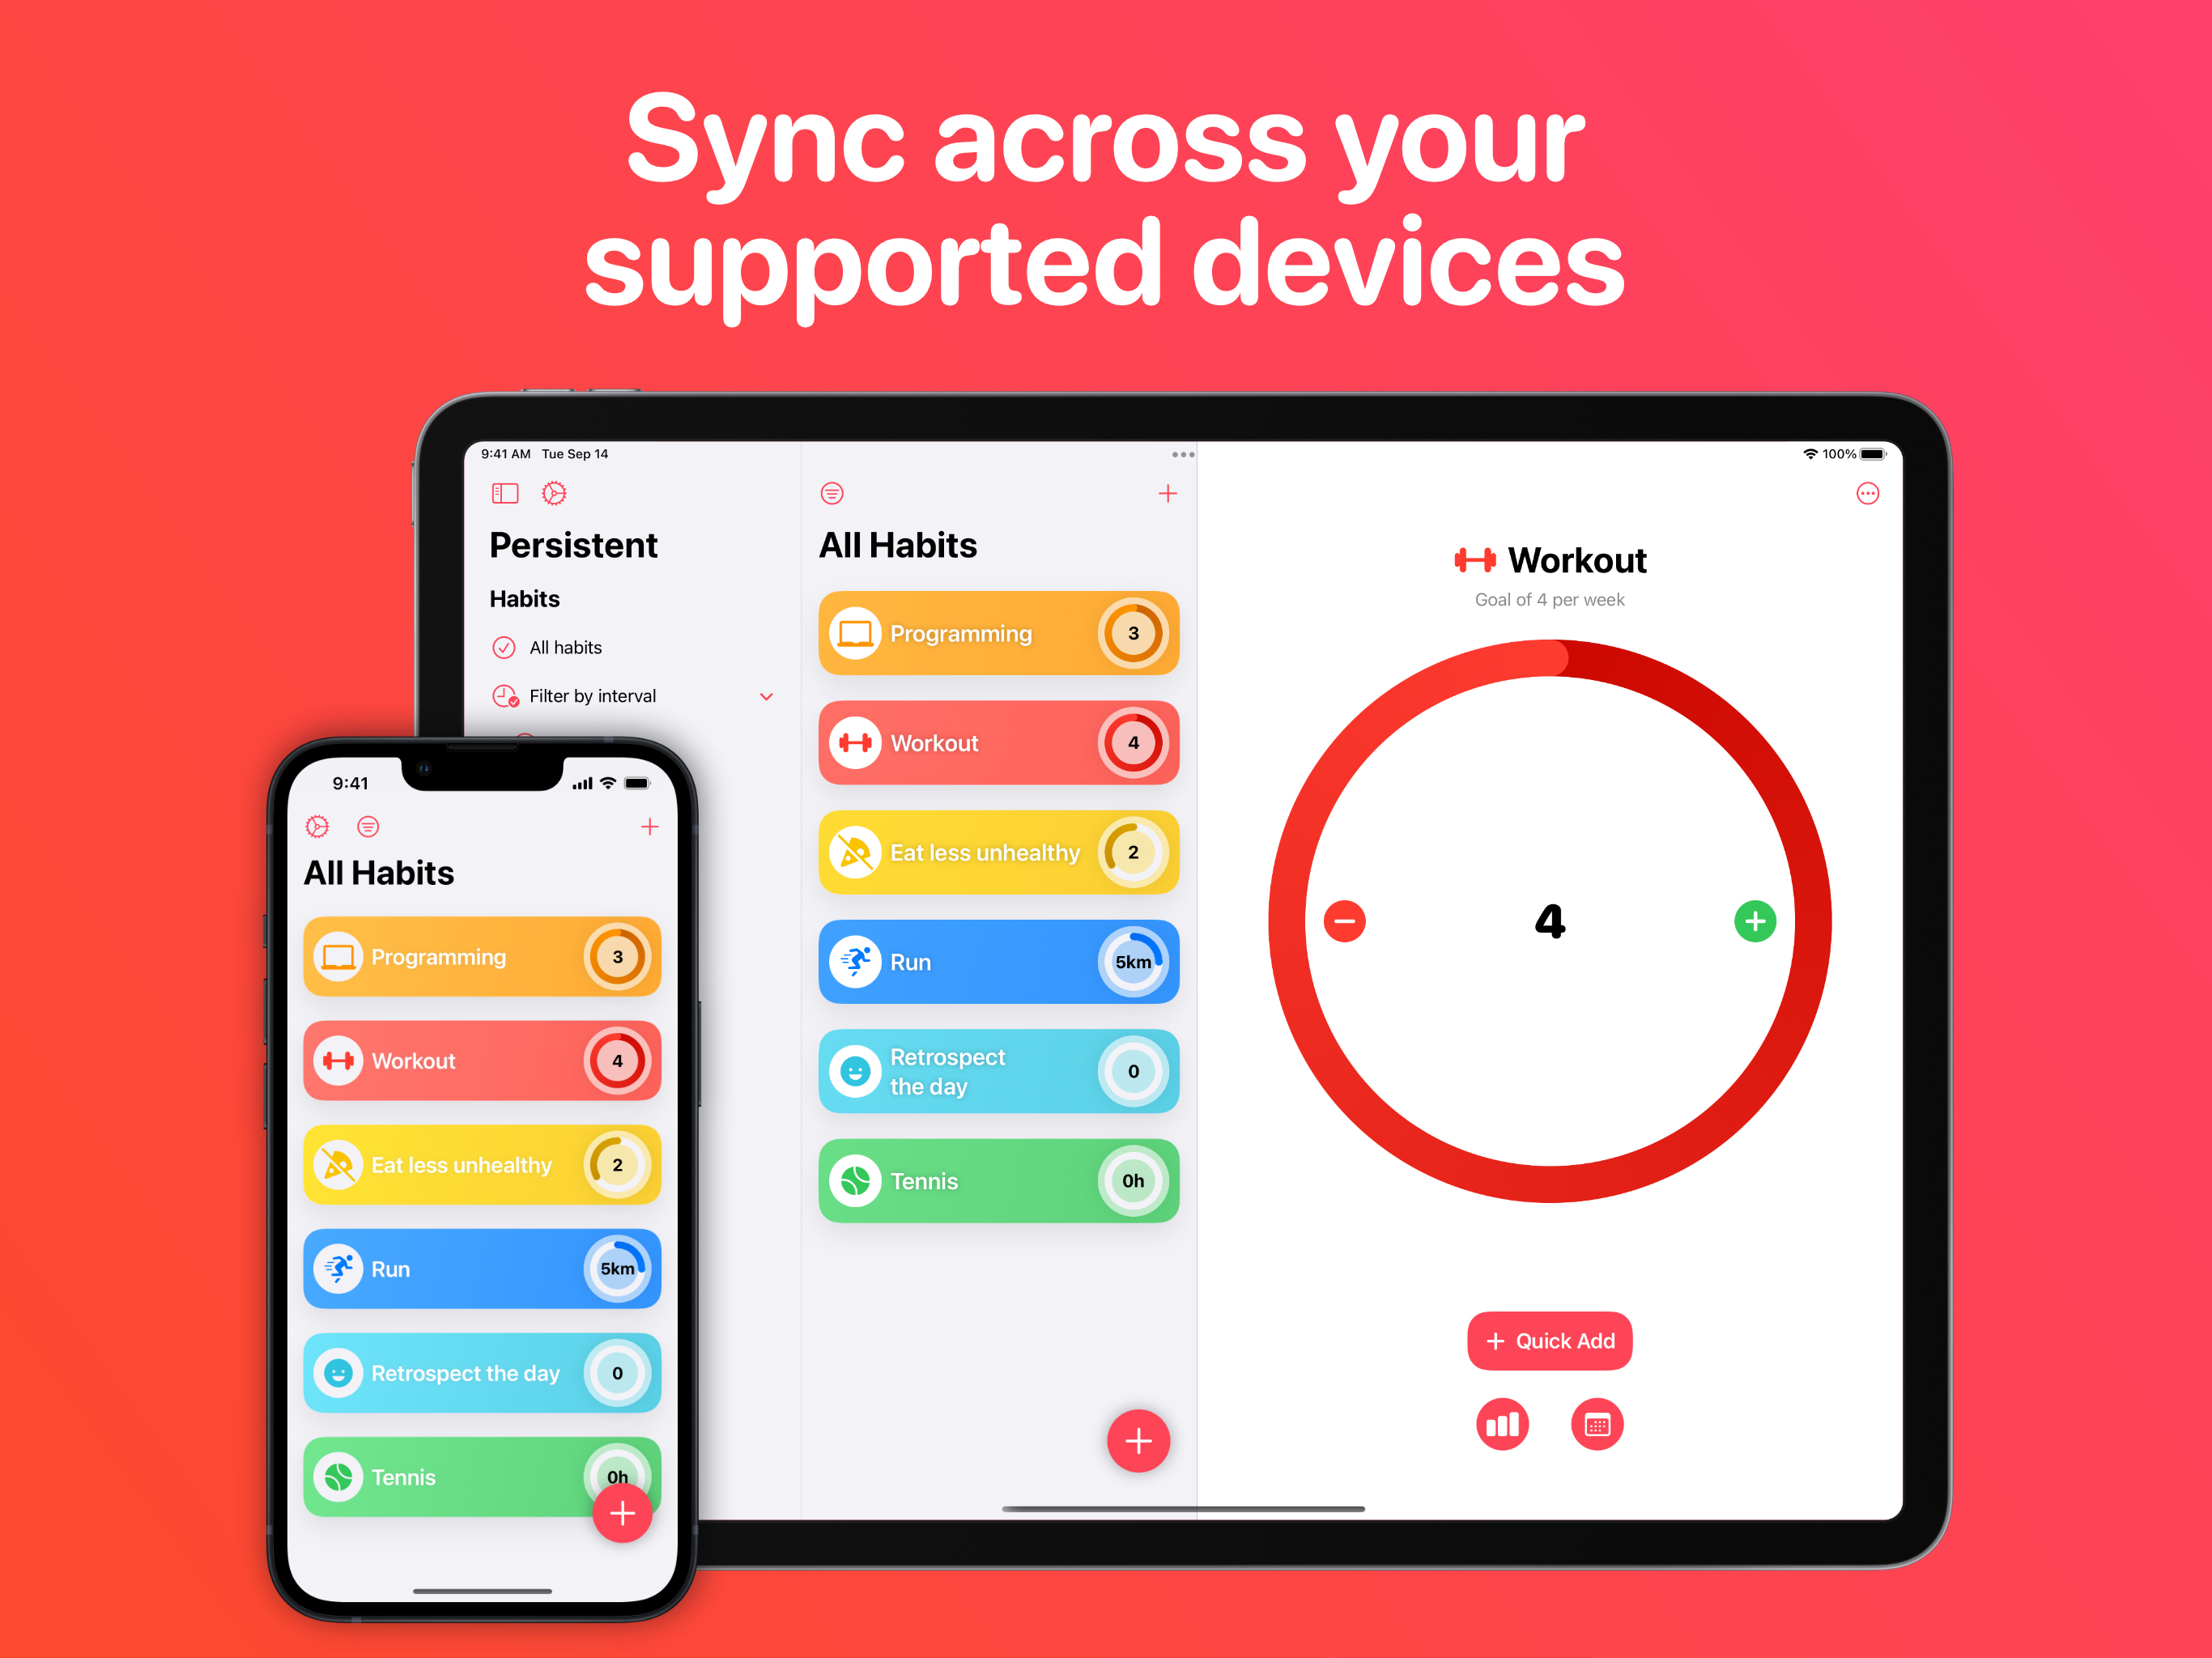 Sync across your
supported devices
9:41 AM Tue Sep 14
100%
Persistent
Habits
All habits
Filter by interval
All Habits
Programming
3
Workout
4
Eat less unhealthy
2
Run
5km
Retrospect
the day
0
Tennis
0h
Workout
Goal of 4 per week
4
Quick Add
9:41
All Habits
Programming
3
Workout
4
Eat less unhealthy
2
Run
5km
Retrospect the day
0
Tennis
0h